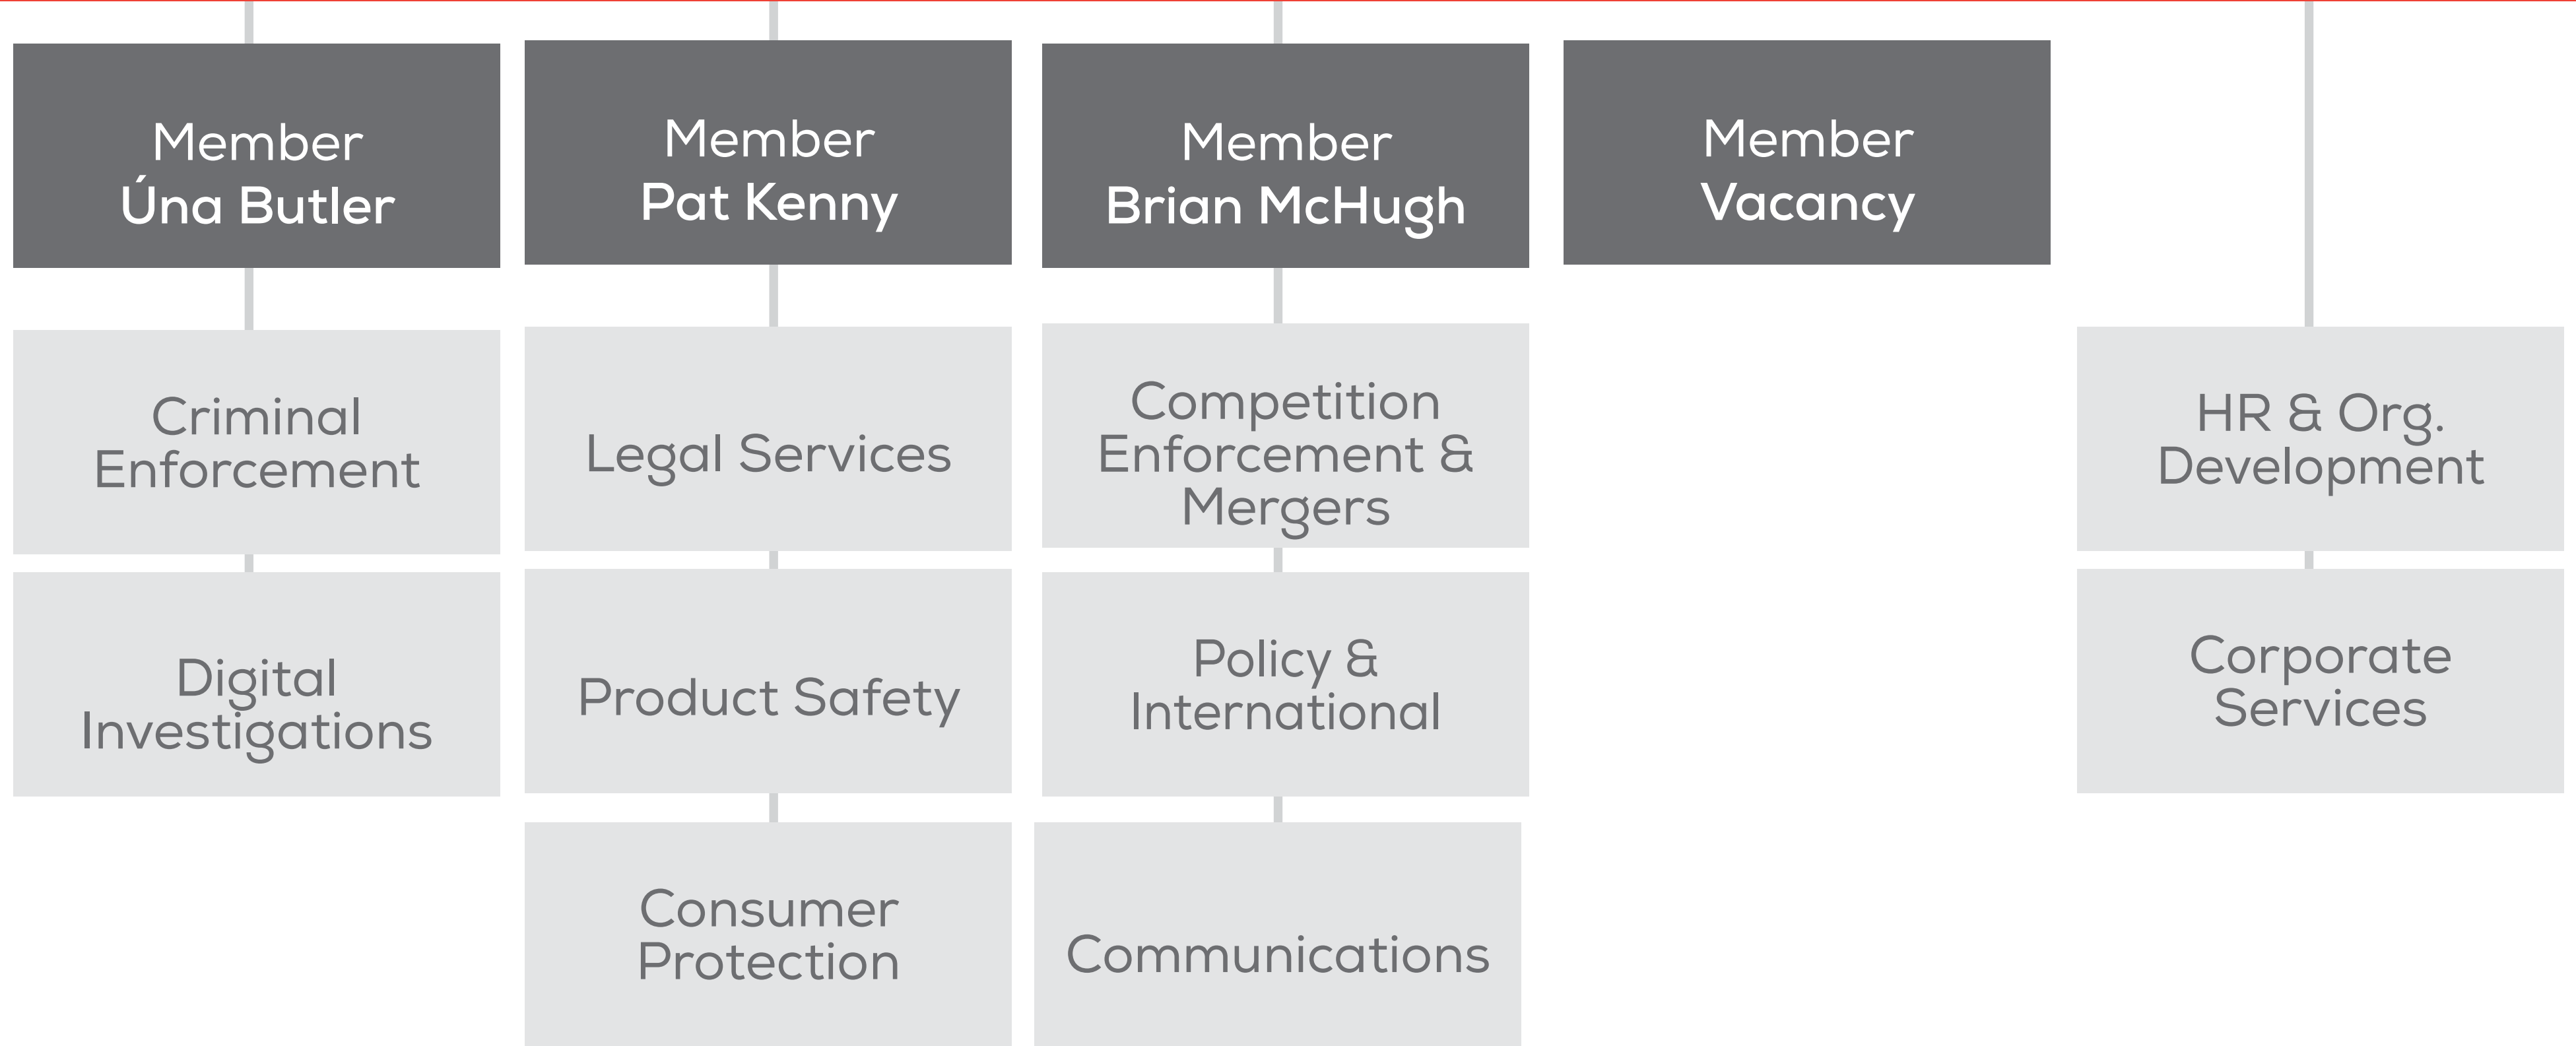 Member
Úna Butler
Member
Pat Kenny
Member
Brian McHugh
Member
Vacancy
Criminal
Enforcement
Legal Services
Competition
Enforcement &
Mergers
HR & Org.
Development
Digital
Investigations
Product Safety
Policy &
International
Corporate
Services
Consumer
Protection
Communications